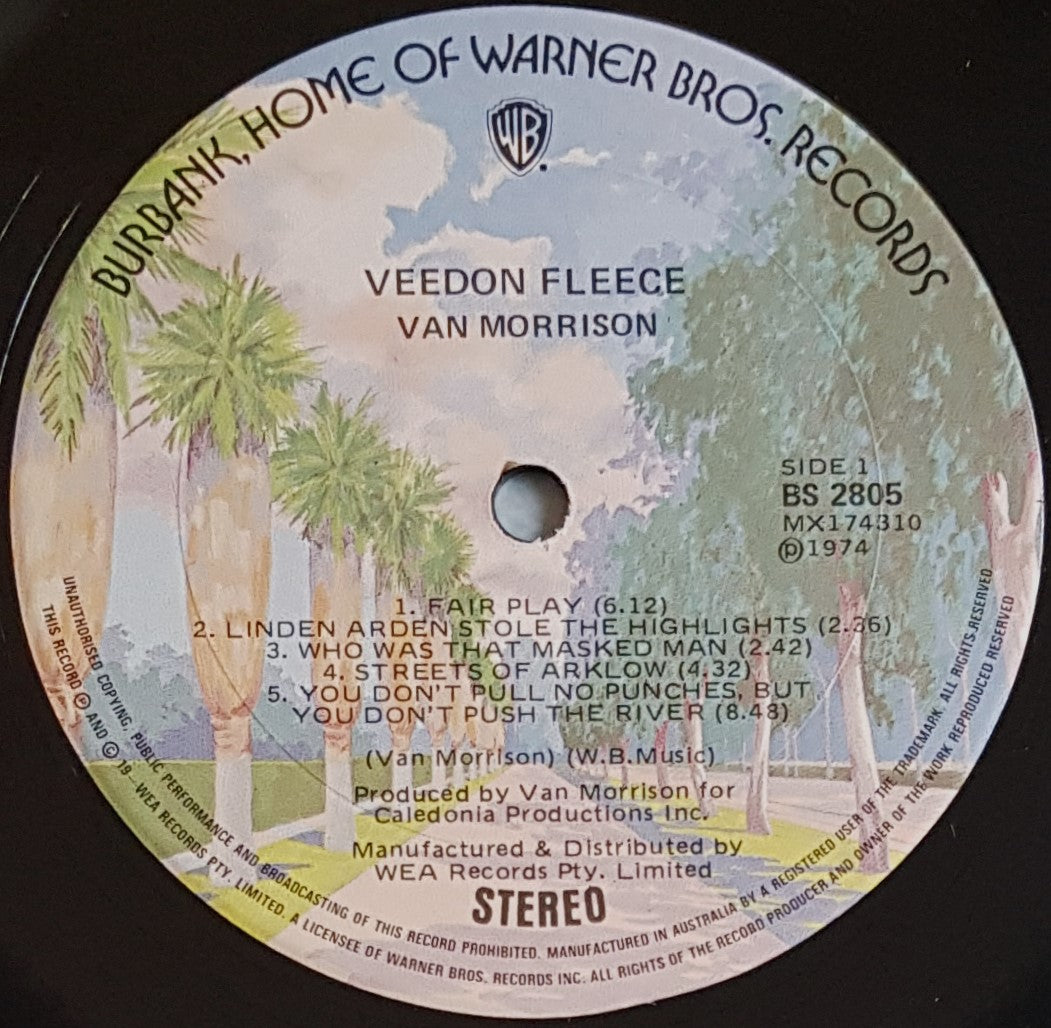 BURBANK, HOME OF WARNER BROS. RECORDS
WB
VEEDON FLEECE
VAN MORRISON
SIDE 1
BS 2805
MX174310
℗1974
1. FAIR PLAY (6.12)
2. LINDEN ARDEN STOLE THE HIGHLIGHTS (2.36)
3. WHO WAS THAT MASKED MAN (2.42)
4. STREETS OF ARKLOW (4.32)
5. YOU DON'T PULL NO PUNCHES, BUT
YOU DON'T PUSH THE RIVER (8.48)
(Van Morrison) (W.B.Music)
Produced by Van Morrison for
Caledonia Productions Inc.
Manufactured & Distributed by
WEA Records Pty. Limited
STEREO
UNAUTHORISED COPYING, PUBLIC PERFORMANCE AND BROADCASTING OF THIS RECORD PROHIBITED. MANUFACTURED IN AUSTRALIA BY A REGISTERED USER OF THE TRADEMARK. ALL RIGHTS RESERVED
THIS RECORD ℗ AND © 19—WEA RECORDS PTY. LIMITED. A LICENSEE OF WARNER BROS. RECORDS INC. ALL RIGHTS OF THE RECORD PRODUCER AND OWNER OF THE WORK REPRODUCED RESERVED